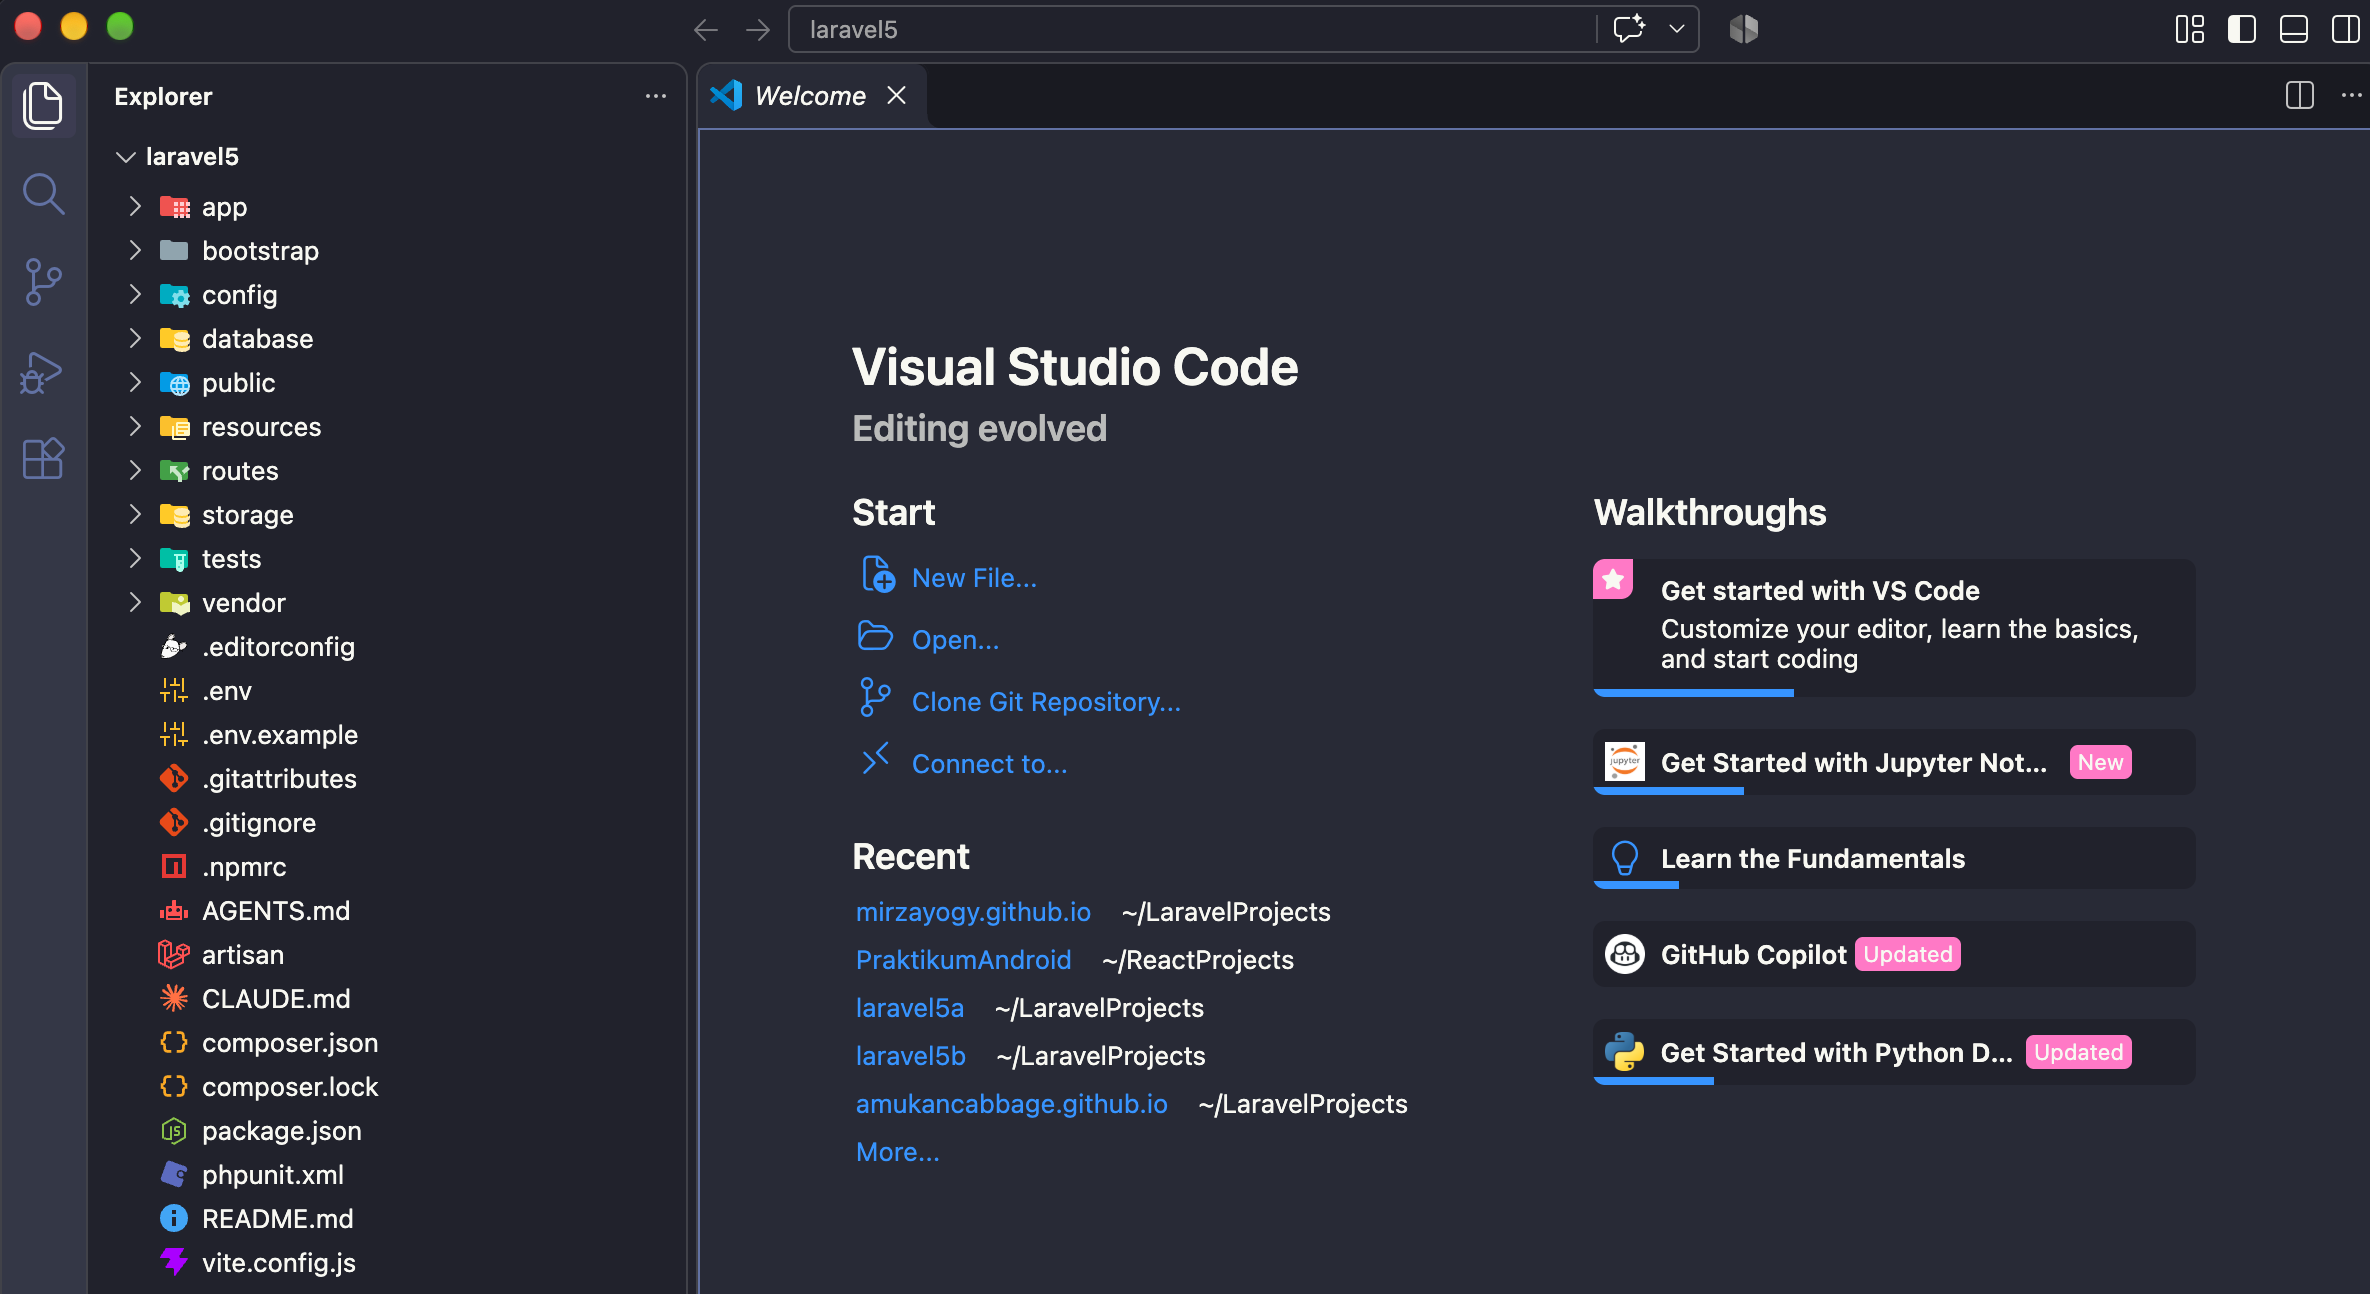 laravel5
Explorer
Welcome
laravel5
app
bootstrap
config
database
public
resources
routes
storage
tests
vendor
.editorconfig
.env
.env.example
.gitattributes
.gitignore
.npmrc
AGENTS.md
artisan
CLAUDE.md
composer.json
composer.lock
package.json
phpunit.xml
README.md
vite.config.js
Visual Studio Code
Editing evolved
Start
New File...
Open...
Clone Git Repository...
Connect to...
Recent
mirzayogy.github.io ~/LaravelProjects
PraktikumAndroid ~/ReactProjects
laravel5a ~/LaravelProjects
laravel5b ~/LaravelProjects
amukancabbage.github.io ~/LaravelProjects
More...
Walkthroughs
Get started with VS Code
Customize your editor, learn the basics,
and start coding
jupyter
Get Started with Jupyter Not... New
Learn the Fundamentals
GitHub Copilot Updated
Get Started with Python D... Updated